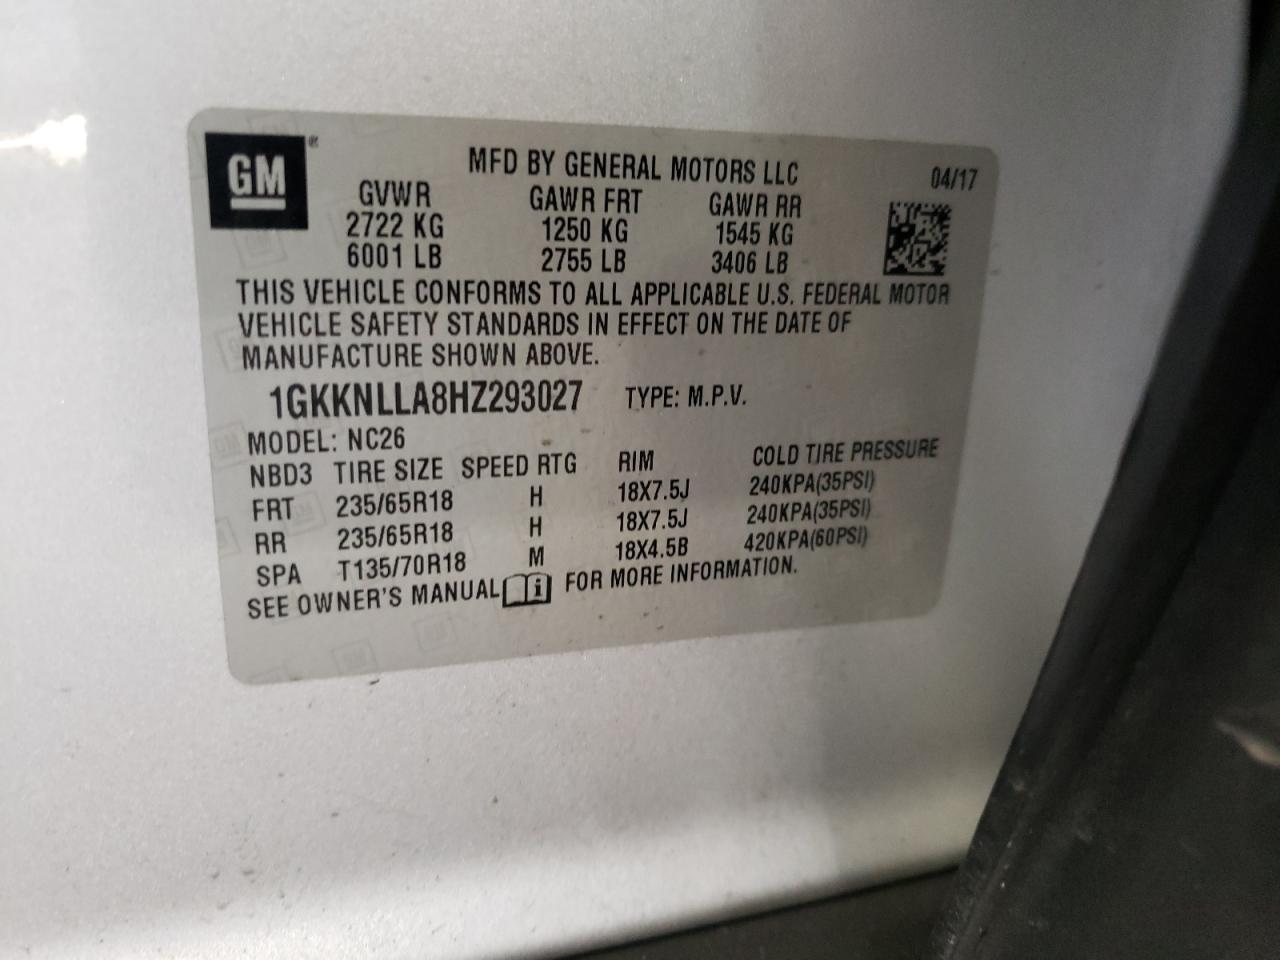 GM ®
MFD BY GENERAL MOTORS LLC 04/17
GVWR GAWR FRT GAWR RR
2722 KG 1250 KG 1545 KG
6001 LB 2755 LB 3406 LB
THIS VEHICLE CONFORMS TO ALL APPLICABLE U.S. FEDERAL MOTOR
VEHICLE SAFETY STANDARDS IN EFFECT ON THE DATE OF
MANUFACTURE SHOWN ABOVE.
1GKKNLLA8HZ293027 TYPE: M.P.V.
MODEL: NC26
NBD3 TIRE SIZE SPEED RTG RIM COLD TIRE PRESSURE
FRT 235/65R18 H 18X7.5J 240KPA(35PSI)
RR 235/65R18 H 18X7.5J 240KPA(35PSI)
SPA T135/70R18 M 18X4.5B 420KPA(60PSI)
SEE OWNER'S MANUAL i FOR MORE INFORMATION.